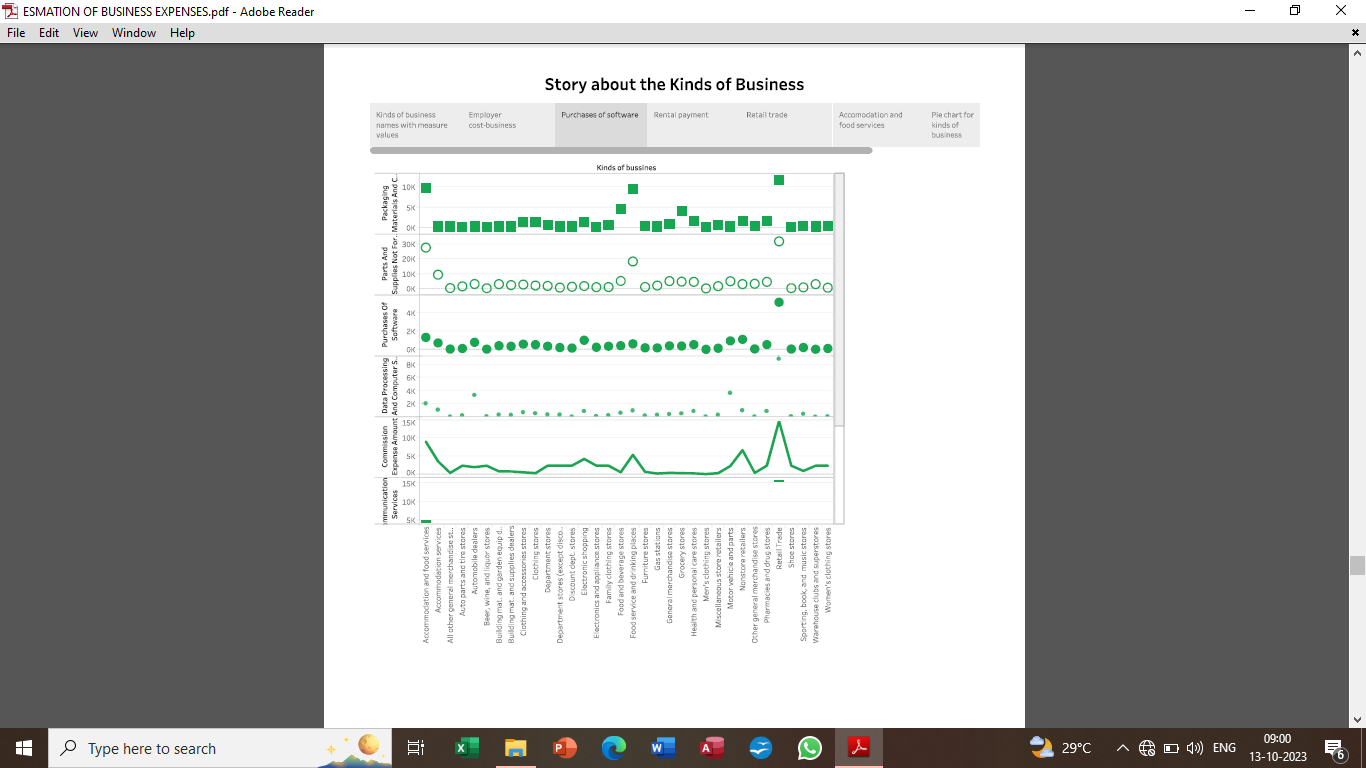 ESMATION OF BUSINESS EXPENSES.pdf - Adobe Reader
File Edit View Window Help
Story about the Kinds of Business
Kinds of business
names with measure
values
Employer
cost-business
Purchases of software
Rental payment
Retail trade
Accomodation and
food services
Pie chart for
kinds of
business
Kinds of bussines
Packaging
Materials And C..
10K
5K
0K
Parts And
Supplies Not For..
30K
20K
10K
0K
Purchases Of
Software
4K
2K
0K
Data Processing
And Computer S..
8K
6K
4K
2K
Commission
Expense Amount
15K
10K
5K
0K
mmunication
Services
15K
10K
5K
Accommodation and food services
Accommodation services
All other general merchandise st..
Auto parts and tire stores
Automobile dealers
Beer, wine, and liquor stores
Building mat. and garden equip d..
Building mat. and supplies dealers
Clothing and accessories stores
Clothing stores
Department stores
Department stores (except disco..
Discount dept. stores
Electronic shopping
Electronics and appliance stores
Family clothing stores
Food and beverage stores
Food service and drinking places
Furniture stores
Gas stations
General merchandise stores
Grocery stores
Health and personal care stores
Men's clothing stores
Miscellaneous store retailers
Motor vehicle and parts
Nonstore retailers
Other general merchandise stores
Pharmacies and drug stores
Retail Trade
Shoe stores
Sporting, book, and music stores
Warehouse clubs and superstores
Women's clothing stores
Type here to search
29°C
ENG
09:00
13-10-2023
6